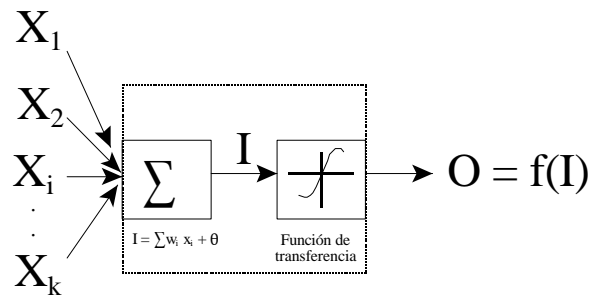 X₁
X₂
Xᵢ
.
.
Xₖ
∑
I = ∑wᵢ xᵢ + θ
I
Función de
transferencia
O = f(I)